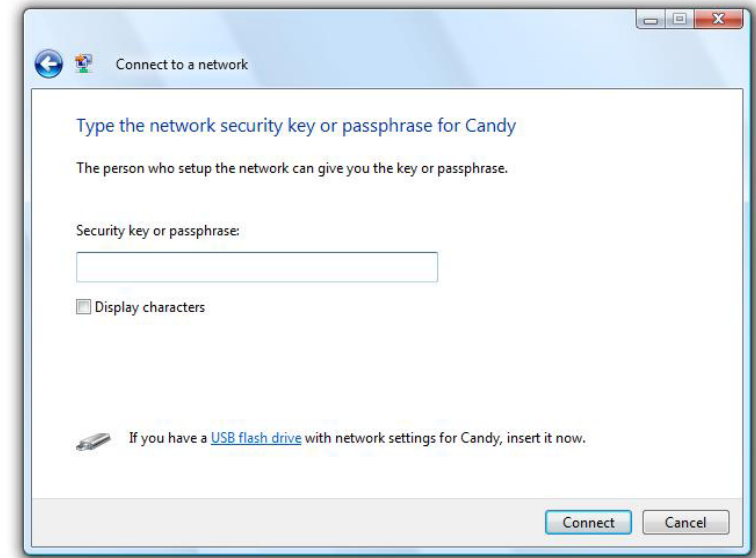 Connect to a network
Type the network security key or passphrase for Candy
The person who setup the network can give you the key or passphrase.
Security key or passphrase:
Display characters
If you have a USB flash drive with network settings for Candy, insert it now.
Connect Cancel